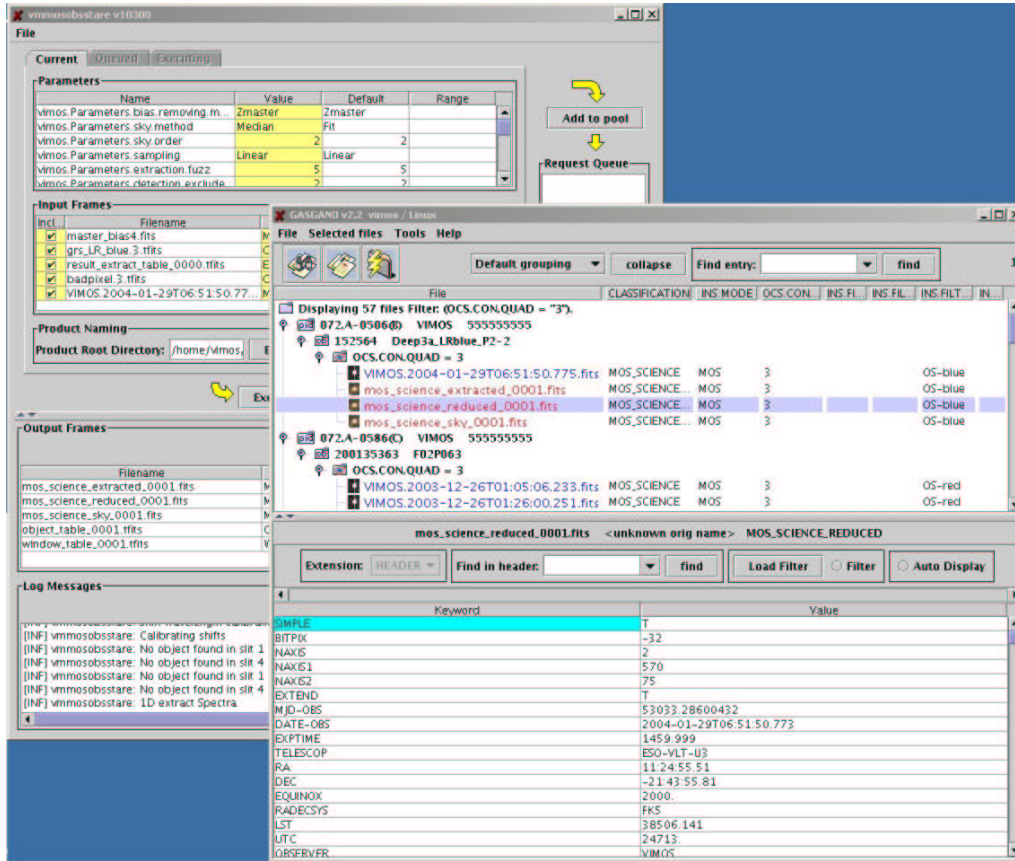 vmmosobsstare v10300
File
Current Queued Executing
Parameters
Name Value Default Range
vimos.Parameters.bias.removing.m... Zmaster Zmaster
vimos.Parameters.sky.method Median Fit
vimos.Parameters.sky.order 2 2
vimos.Parameters.sampling Linear Linear
vimos.Parameters.extraction.fuzz 5 5
vimos.Parameters.detection.exclude 2 2
Add to pool
Request Queue
Input Frames
Incl... Filename
master_bias4.fits M
grs_LR_blue.3.tfits C
result_extract_table_0000.tfits E
badpixel.3.tfits C
VIMOS.2004-01-29T06:51:50.77... M
Product Naming
Product Root Directory: /home/vimos,
Exe
Output Frames
Filename
mos_science_extracted_0001.fits M
mos_science_reduced_0001.fits M
mos_science_sky_0001.fits M
object_table_0001.tfits
window_table_0001.tfits
Log Messages
[INF] vmmosobsstare: Calibrating shifts
[INF] vmmosobsstare: No object found in slit 1
[INF] vmmosobsstare: No object found in slit 4
[INF] vmmosobsstare: No object found in slit 1
[INF] vmmosobsstare: No object found in slit 4
[INF] vmmosobsstare: 1D extract Spectra
GASGANO v2.2 vimos / Linux
File Selected files Tools Help
Default grouping collapse Find entry: find
File CLASSIFICATION INS.MODE OCS.CON... INS.FI... INS.FIL... INS.FILT... IN...
Displaying 57 files Filter: (OCS.CON.QUAD = "3").
072.A-0506(B) VIMOS 555555555
152564 Deep3a_LRblue_P2-2
OCS.CON.QUAD = 3
VIMOS.2004-01-29T06:51:50.775.fits MOS_SCIENCE MOS 3 OS-blue
mos_science_extracted_0001.fits MOS_SCIENCE... MOS 3 OS-blue
mos_science_reduced_0001.fits MOS_SCIENCE... MOS 3 OS-blue
mos_science_sky_0001.fits MOS_SCIENCE... MOS 3 OS-blue
072.A-0586(C) VIMOS 555555555
200135363 F02P063
OCS.CON.QUAD = 3
VIMOS.2003-12-26T01:05:06.233.fits MOS_SCIENCE MOS 3 OS-red
VIMOS.2003-12-26T01:26:00.251.fits MOS_SCIENCE MOS 3 OS-red
mos_science_reduced_0001.fits <unknown orig name> MOS_SCIENCE_REDUCED
Extension: HEADER Find in header: find Load Filter Filter Auto Display
Keyword Value
SIMPLE T
BITPIX -32
NAXIS 2
NAXIS1 570
NAXIS2 75
EXTEND T
MJD-OBS 53033.28600432
DATE-OBS 2004-01-29T06:51:50.773
EXPTIME 1459.999
TELESCOP ESO-VLT-U3
RA 11:24:55.51
DEC -21:43:55.81
EQUINOX 2000.
RADECSYS FK5
LST 38506.141
UTC 24713.
OBSERVER VIMOS